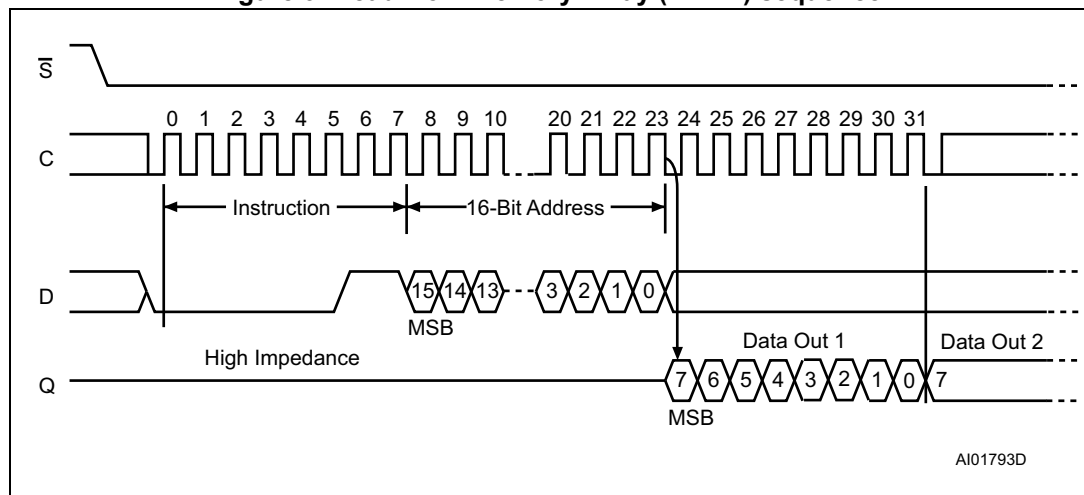 S
0 1 2 3 4 5 6 7 8 9 10 20 21 22 23 24 25 26 27 28 29 30 31
C
Instruction
16-Bit Address
D
15 14 13 3 2 1 0
MSB
High Impedance
Data Out 1
Data Out 2
Q
7 6 5 4 3 2 1 0 7
MSB
AI01793D